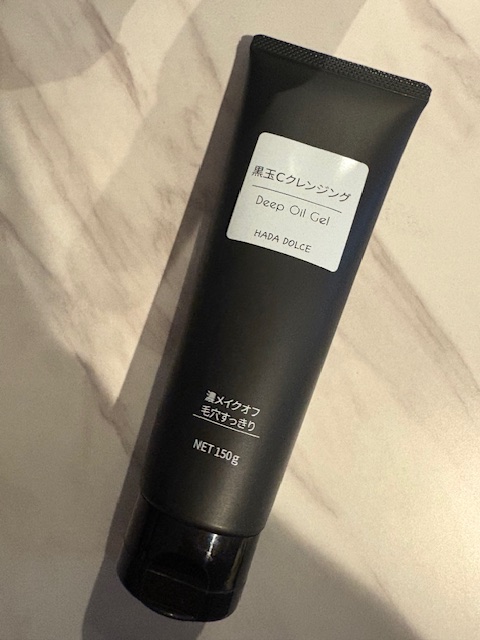 黒玉Cクレンジング
Deep Oil Gel
HADA DOLCE
濃メイクオフ
毛穴すっきり
NET 150g